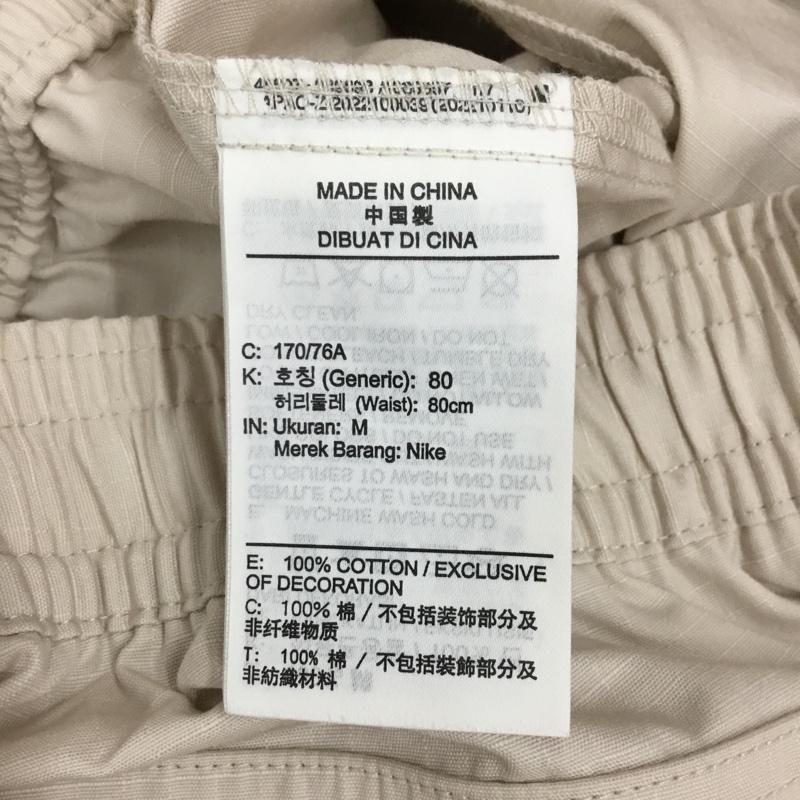 MADE IN CHINA
中国製
DIBUAT DI CINA
C: 170/76A
K: 호칭 (Generic): 80
허리둘레 (Waist): 80cm
IN: Ukuran: M
Merek Barang: Nike
E: 100% COTTON / EXCLUSIVE
OF DECORATION
C: 100% 棉 / 不包括装饰部分及
非纤维物质
T: 100% 棉 / 不包括裝飾部分及
非紡織材料